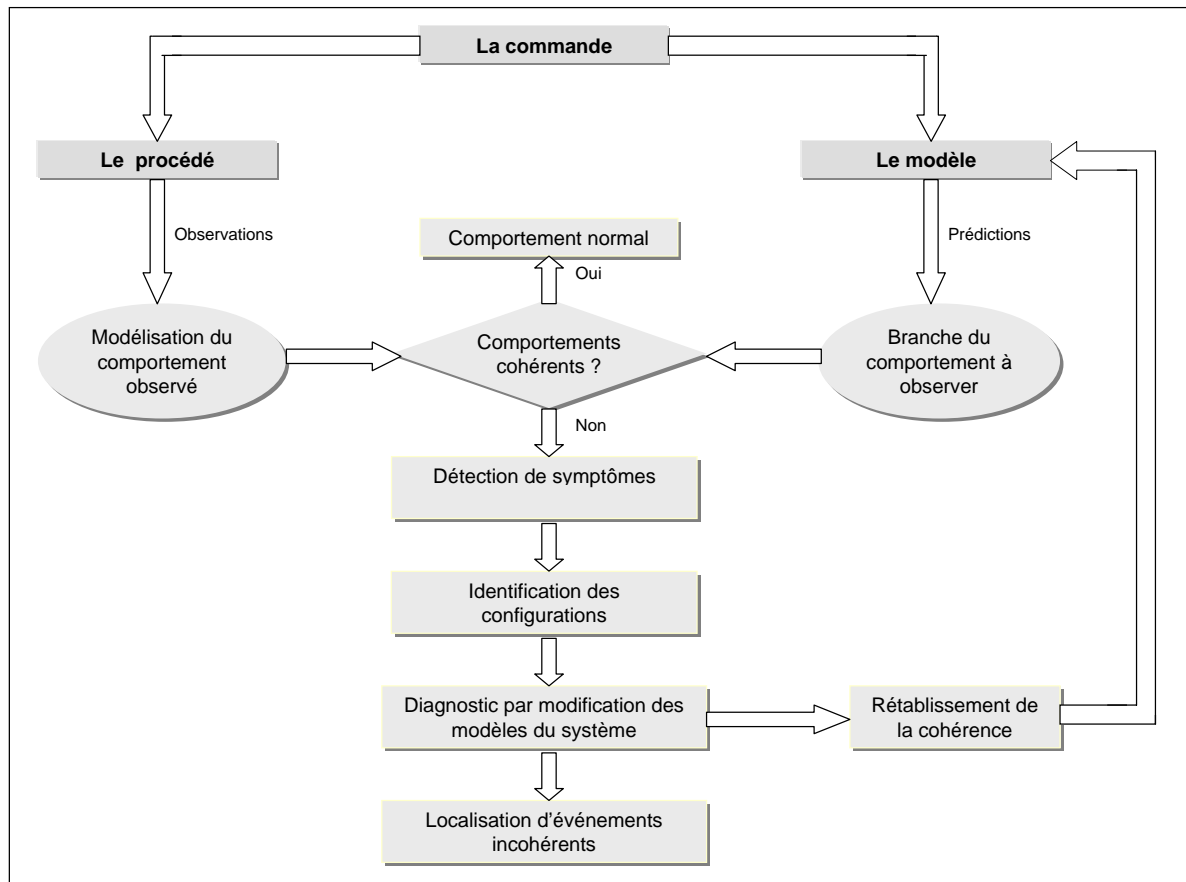 La commande
Le procédé
Le modèle
Observations
Comportement normal
Prédictions
Oui
Modélisation du
comportement
observé
Comportements
cohérents ?
Branche du
comportement à
observer
Non
Détection de symptômes
Identification des
configurations
Diagnostic par modification des
modèles du système
Rétablissement de
la cohérence
Localisation d'événements
incohérents